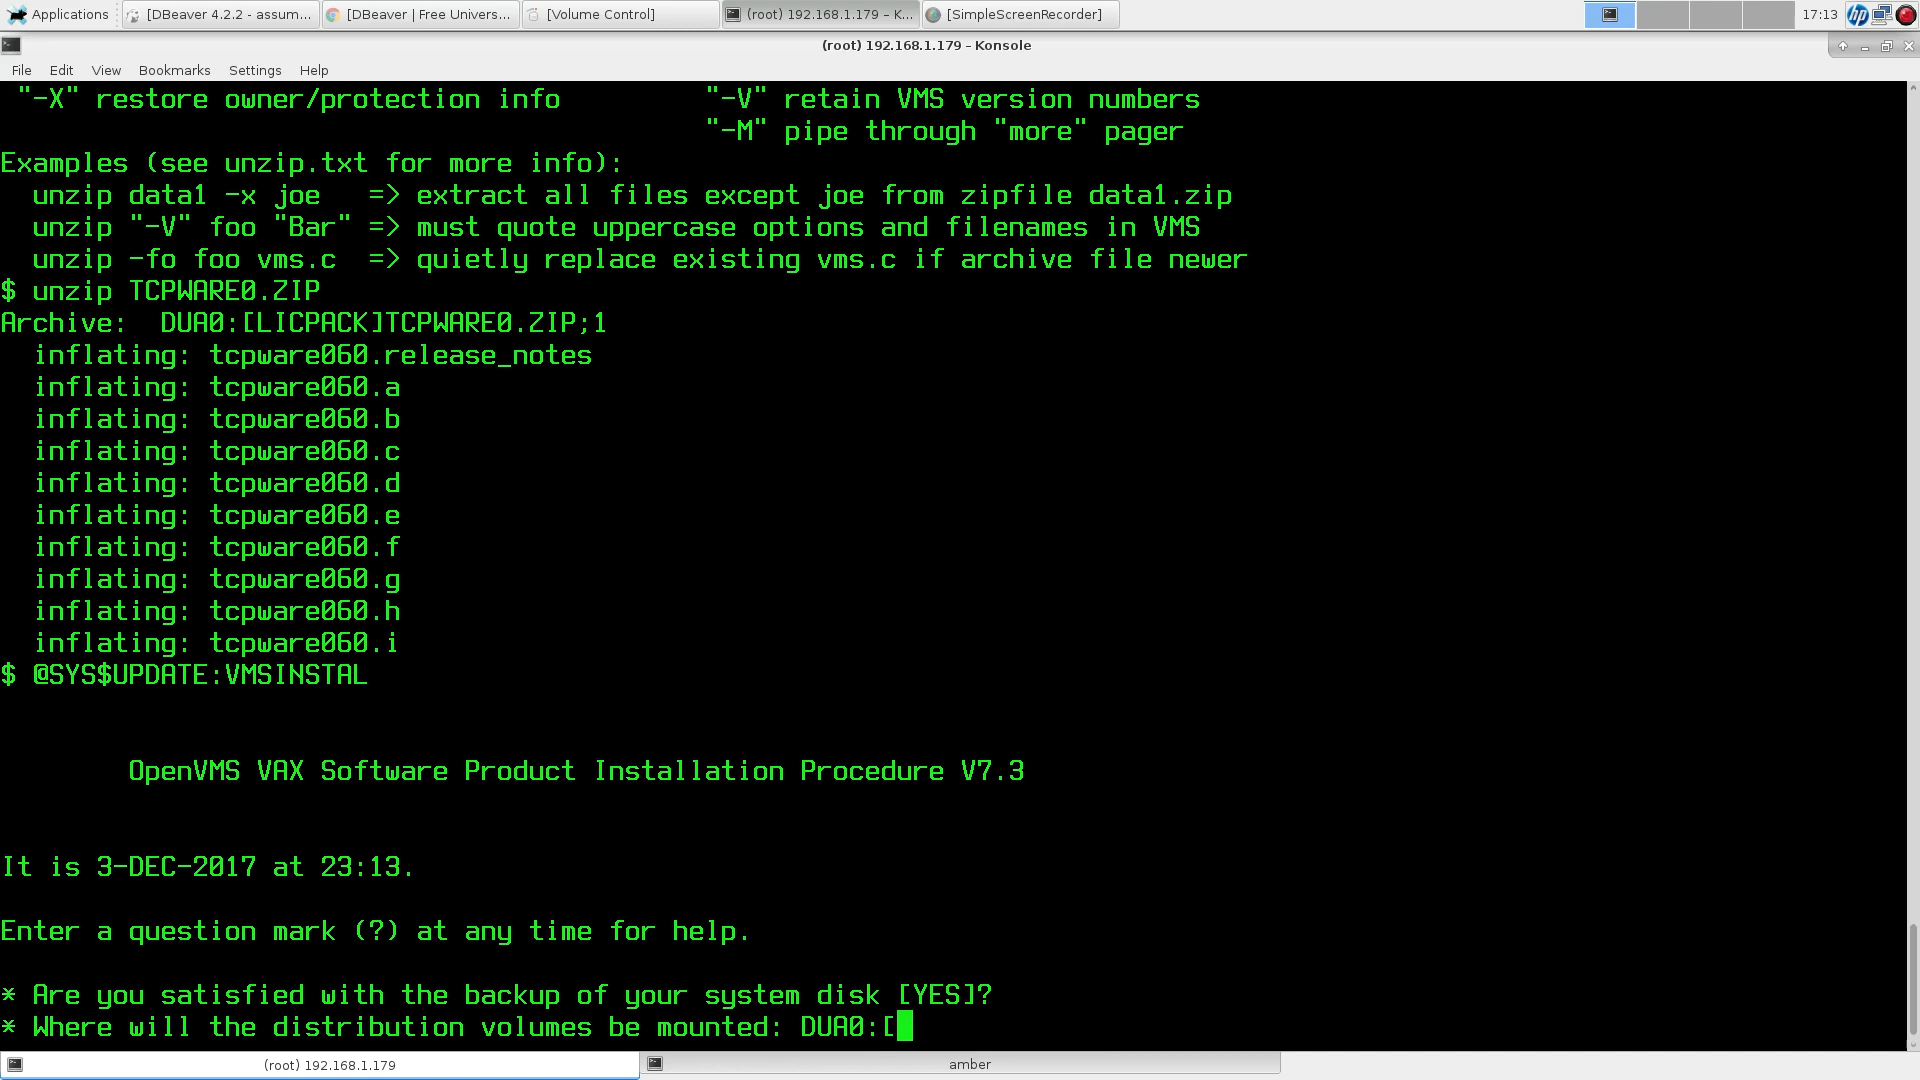 Applications
[DBeaver 4.2.2 - assum...
[DBeaver | Free Univers...
[Volume Control]
(root) 192.168.1.179 – K...
[SimpleScreenRecorder]
17:13
hp
(root) 192.168.1.179 – Konsole
File Edit View Bookmarks Settings Help
"-X" restore owner/protection info "-V" retain VMS version numbers
"-M" pipe through "more" pager
Examples (see unzip.txt for more info):
unzip data1 -x joe => extract all files except joe from zipfile data1.zip
unzip "-V" foo "Bar" => must quote uppercase options and filenames in VMS
unzip -fo foo vms.c => quietly replace existing vms.c if archive file newer
$ unzip TCPWARE0.ZIP
Archive: DUA0:[LICPACK]TCPWARE0.ZIP;1
inflating: tcpware060.release_notes
inflating: tcpware060.a
inflating: tcpware060.b
inflating: tcpware060.c
inflating: tcpware060.d
inflating: tcpware060.e
inflating: tcpware060.f
inflating: tcpware060.g
inflating: tcpware060.h
inflating: tcpware060.i
$ @SYS$UPDATE:VMSINSTAL
OpenVMS VAX Software Product Installation Procedure V7.3
It is 3-DEC-2017 at 23:13.
Enter a question mark (?) at any time for help.
* Are you satisfied with the backup of your system disk [YES]?
* Where will the distribution volumes be mounted: DUA0:[
(root) 192.168.1.179
amber